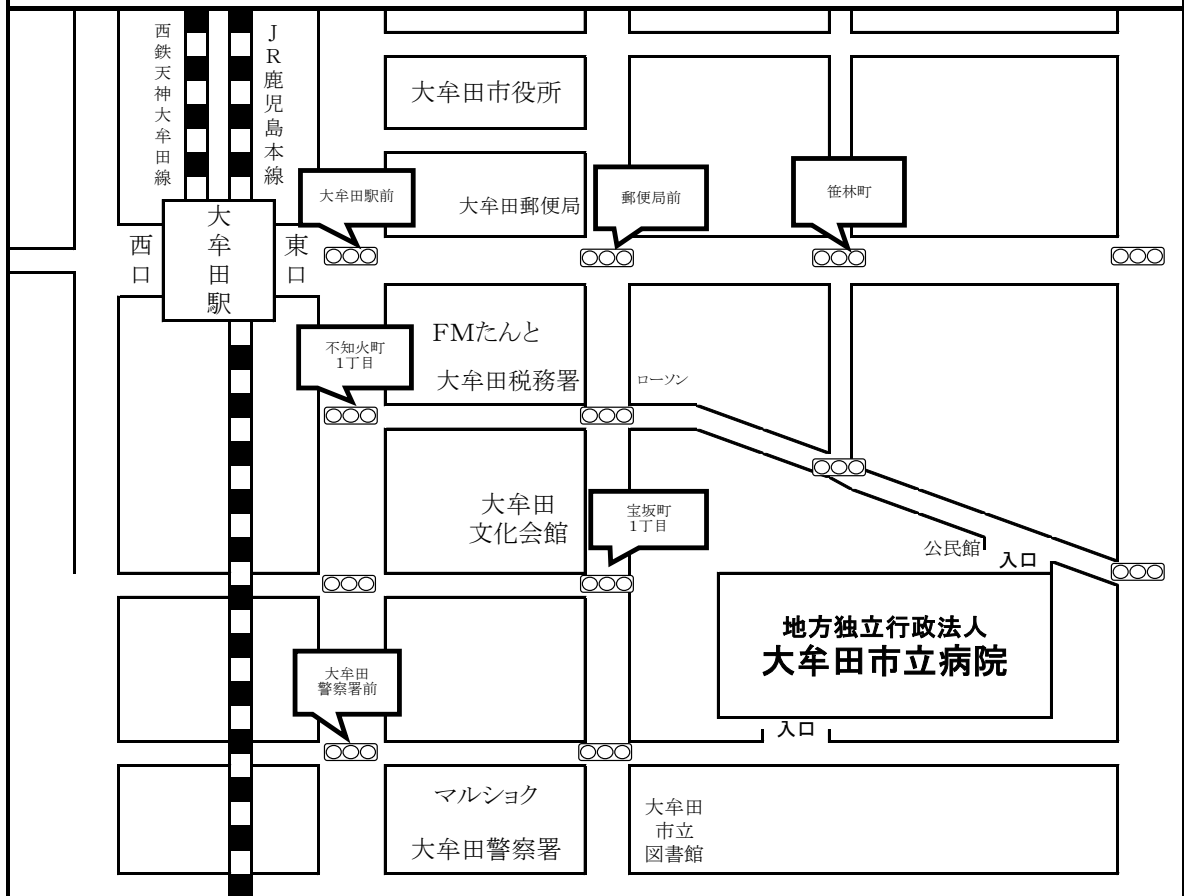 西鉄天神大牟田線
JR鹿児島本線
大牟田市役所
大牟田駅前
大牟田郵便局
郵便局前
笹林町
西口
大牟田駅
東口
不知火町
1丁目
FMたんと
大牟田税務署
ローソン
大牟田
文化会館
宝坂町
1丁目
公民館
入口
地方独立行政法人
大牟田市立病院
大牟田
警察署前
入口
マルショク
大牟田警察署
大牟田
市立
図書館